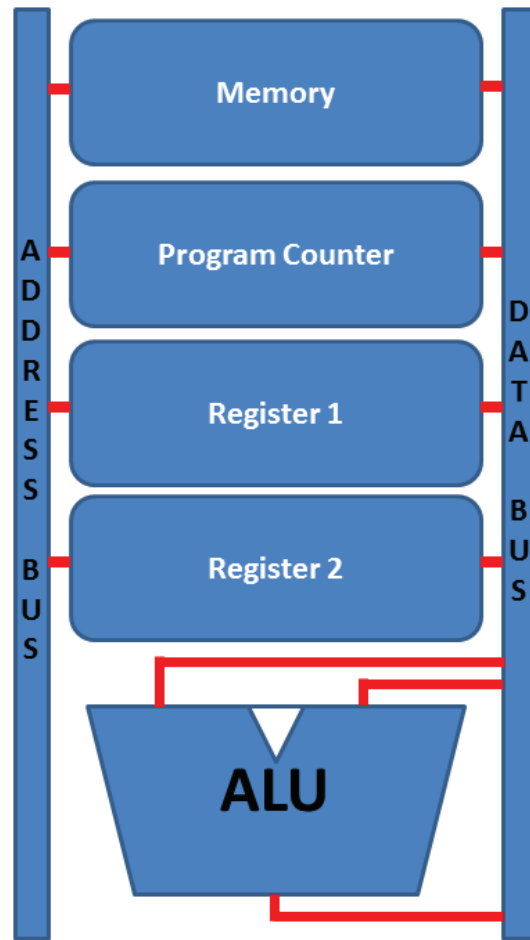 Memory
Program Counter
ADDRESS BUS
Register 1
DATA BUS
Register 2
ALU